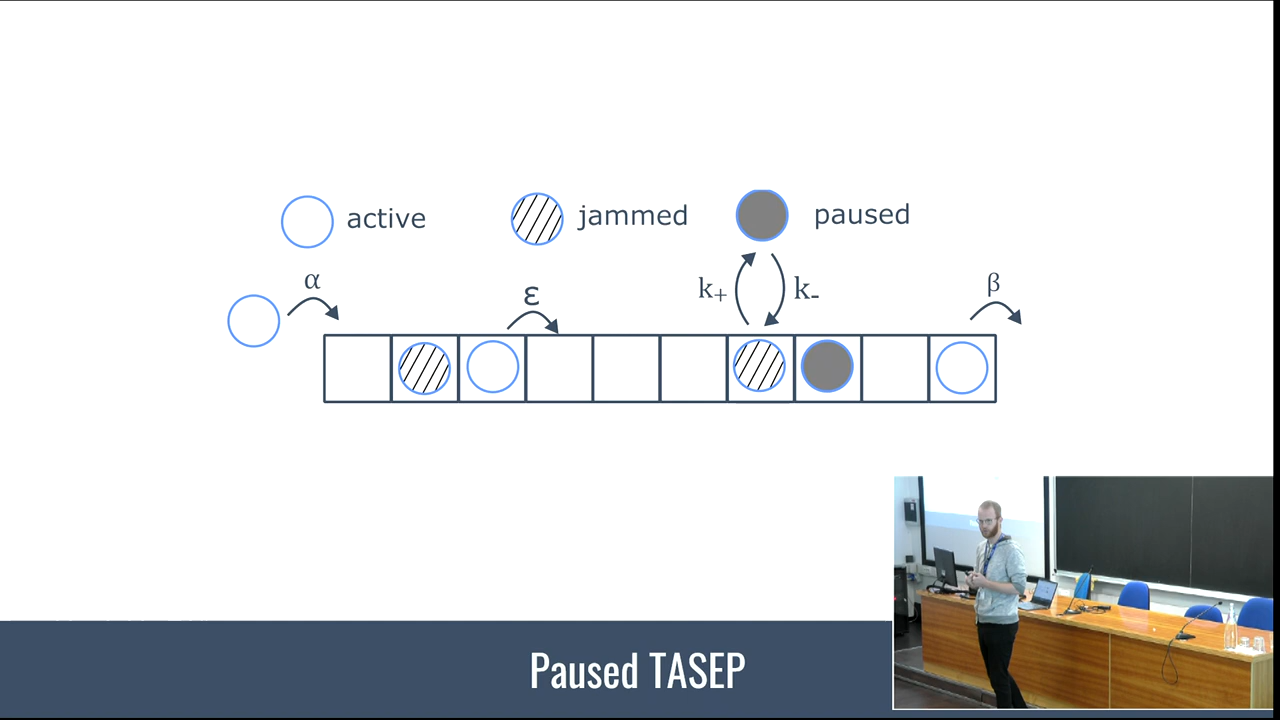 active
jammed
paused
α
ε
k₊
k₋
β
Paused TASEP